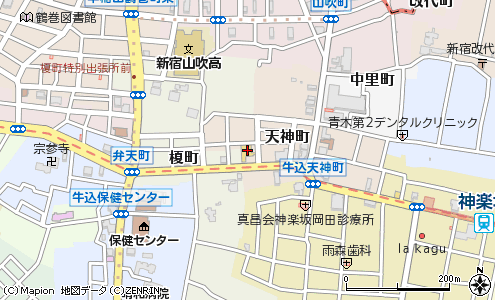 鶴巻図書館
山吹町
改代町
新宿改代
榎町特別出張所前
新宿山吹高
中里町
青木第2デンタルクリニック
天神町
宗参寺
弁天町
榎町
牛込天神町
牛込保健センター
神楽
真昌会神楽坂岡田診療所
保健センター
雨森歯科
la kagu
200m
(C)Mapion 地図データ (C)ZENRIN